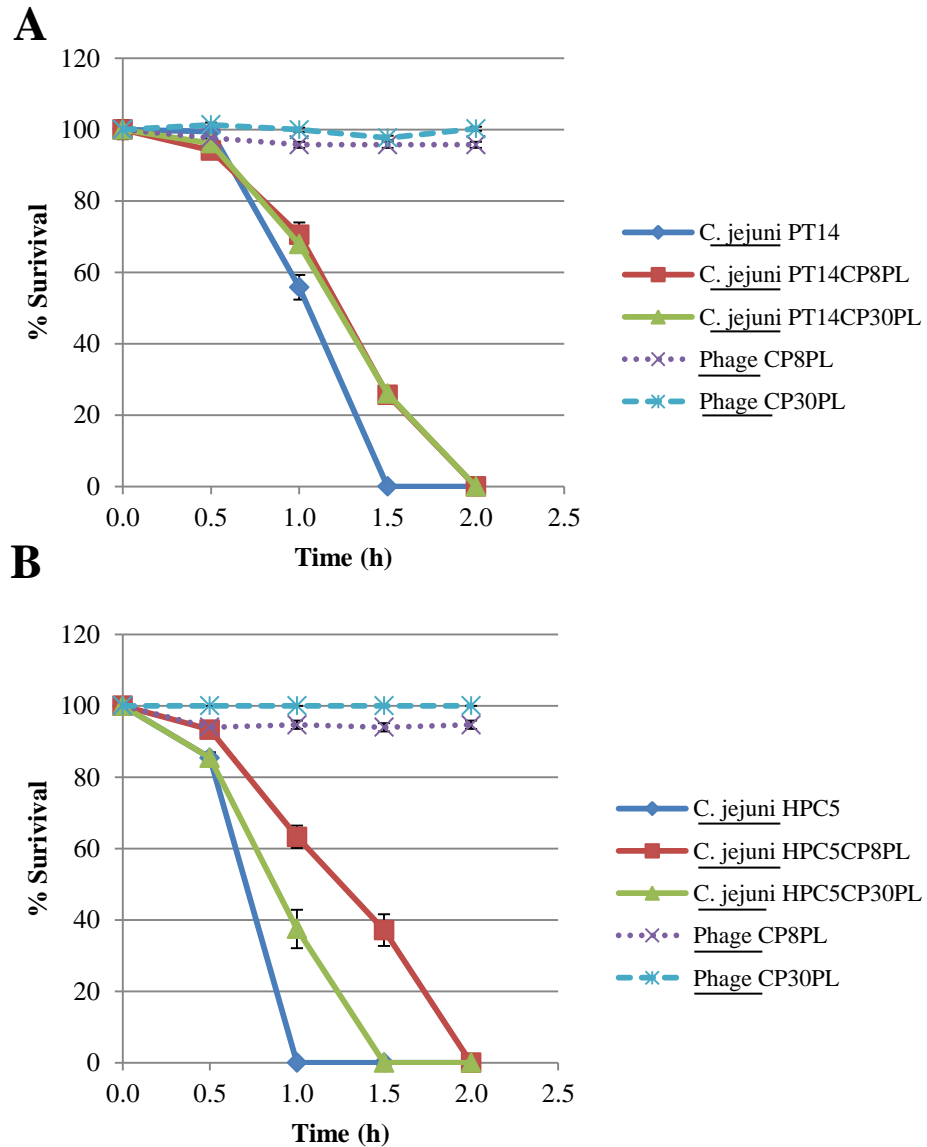 A
120
100
80
60
40
20
0
% Surivival
0.0 0.5 1.0 1.5 2.0 2.5
Time (h)
C. jejuni PT14
C. jejuni PT14CP8PL
C. jejuni PT14CP30PL
Phage CP8PL
Phage CP30PL
B
120
100
80
60
40
20
0
% Surivival
0.0 0.5 1.0 1.5 2.0 2.5
Time (h)
C. jejuni HPC5
C. jejuni HPC5CP8PL
C. jejuni HPC5CP30PL
Phage CP8PL
Phage CP30PL